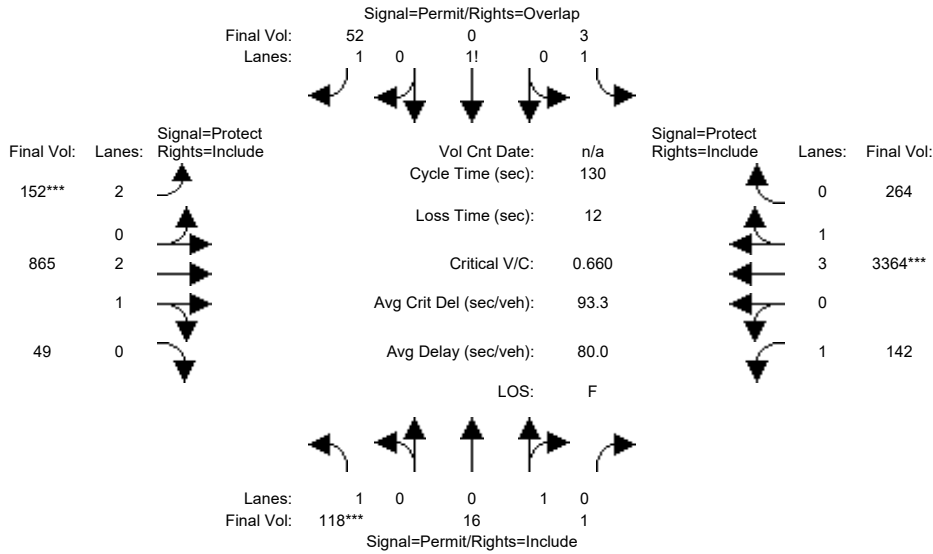 Signal=Permit/Rights=Overlap
Final Vol: 52 0 3
Lanes: 1 0 1! 0 1
Signal=Protect
Final Vol: Lanes: Rights=Include
Vol Cnt Date: n/a
Signal=Protect
Rights=Include Lanes: Final Vol:
Cycle Time (sec): 130
152*** 2
0 264
Loss Time (sec): 12
0
1
865 2
Critical V/C: 0.660
3 3364***
1
Avg Crit Del (sec/veh): 93.3
0
49 0
Avg Delay (sec/veh): 80.0
1 142
LOS: F
Lanes: 1 0 0 1 0
Final Vol: 118*** 16 1
Signal=Permit/Rights=Include